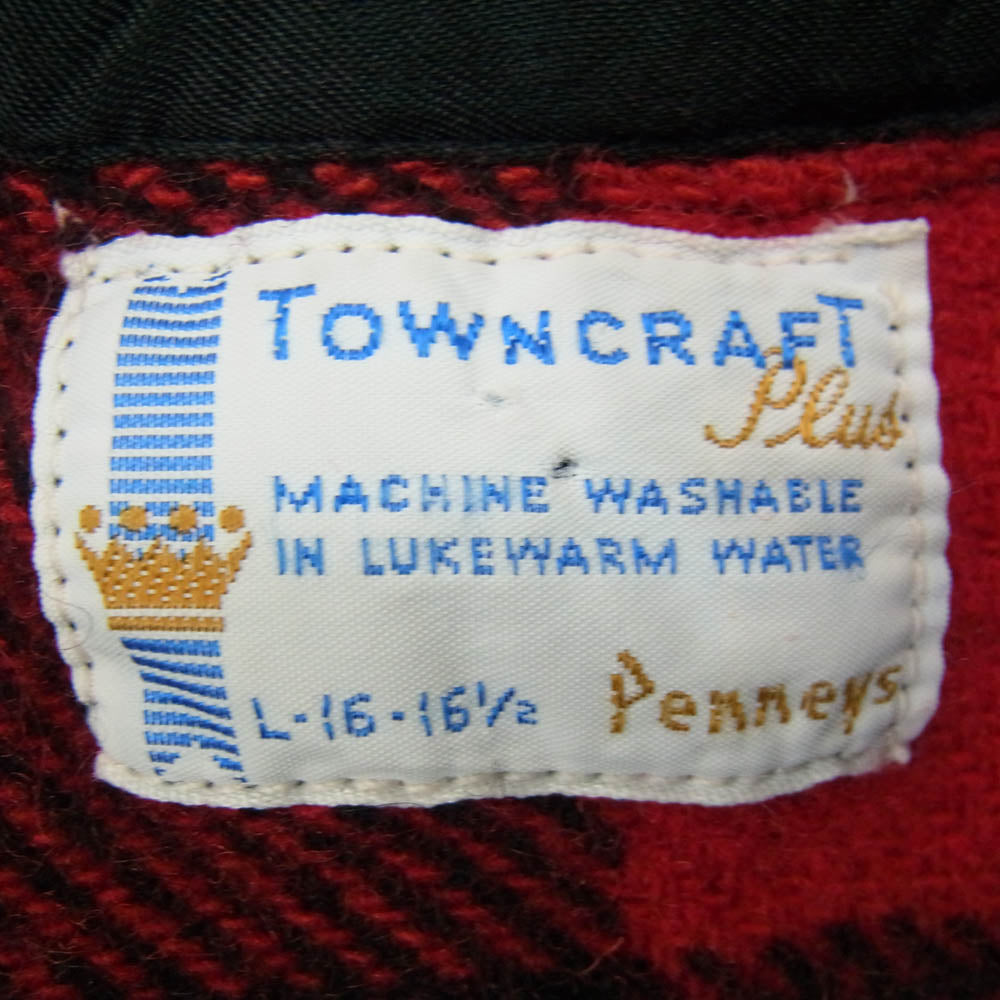 TOWNCRAFT
Plus
MACHINE WASHABLE
IN LUKEWARM WATER
L-16-16½
Penneys